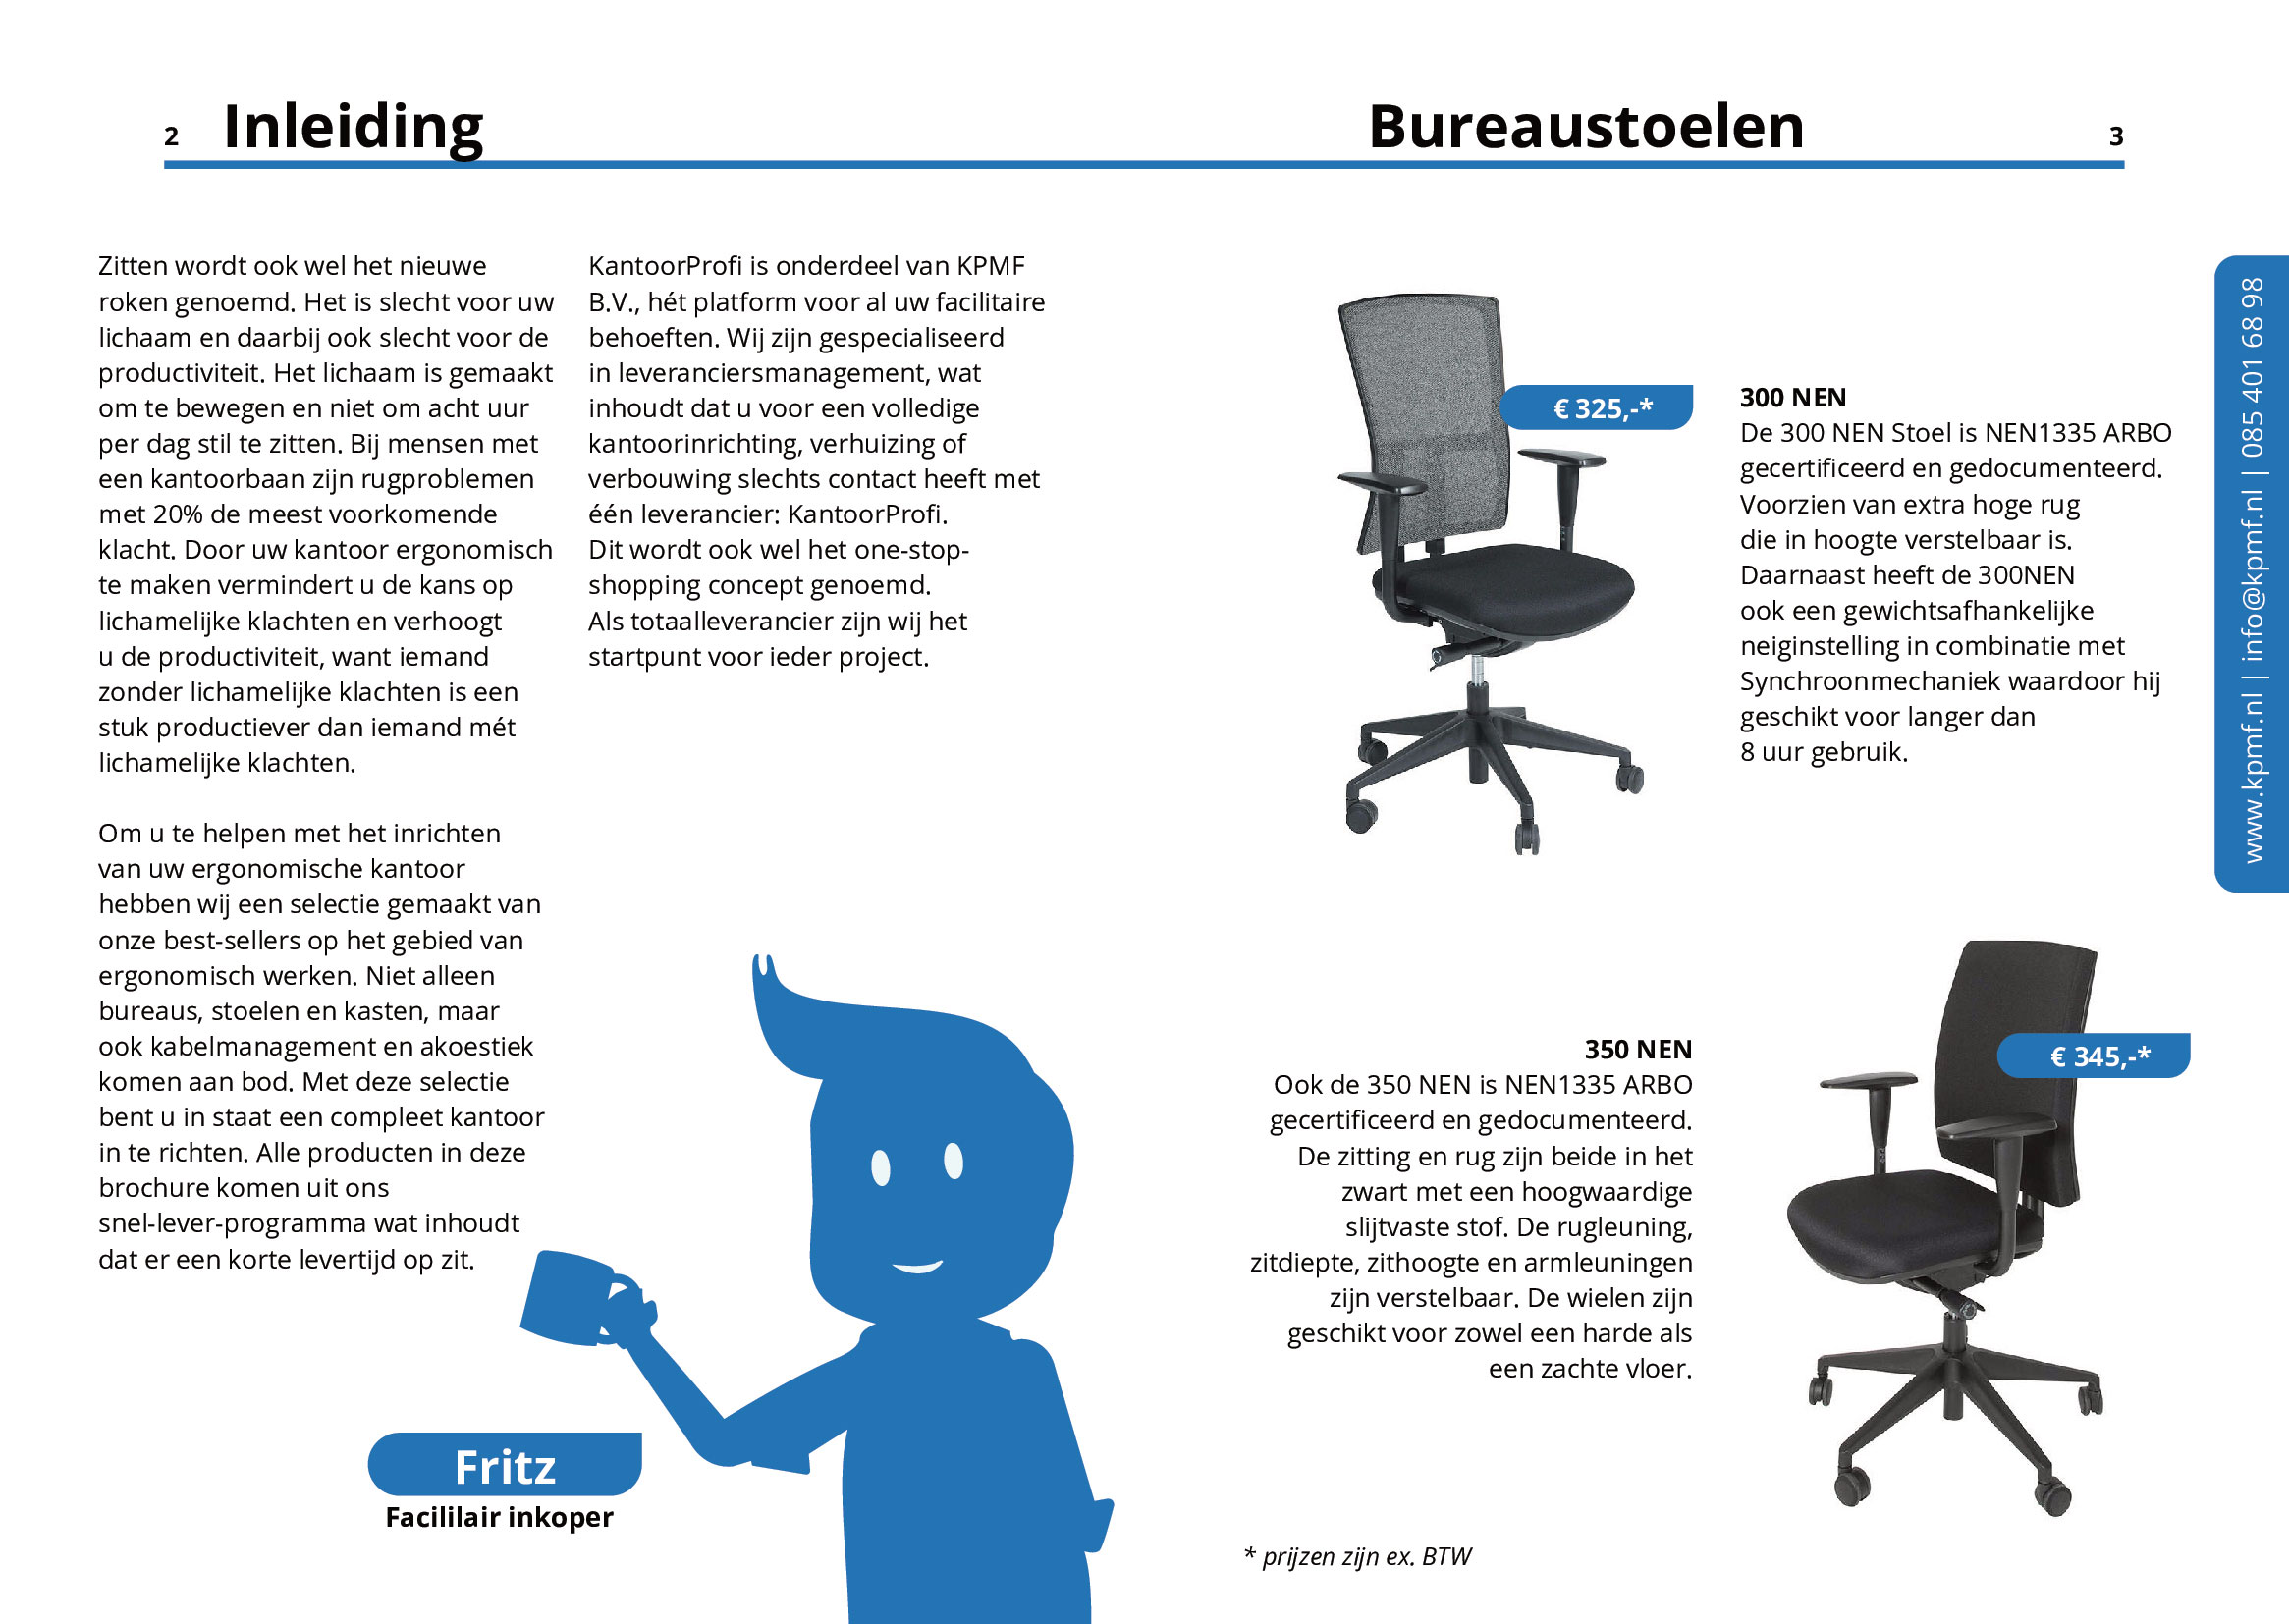 2 Inleiding
Zitten wordt ook wel het nieuwe
roken genoemd. Het is slecht voor uw
lichaam en daarbij ook slecht voor de
productiviteit. Het lichaam is gemaakt
om te bewegen en niet om acht uur
per dag stil te zitten. Bij mensen met
een kantoorbaan zijn rugproblemen
met 20% de meest voorkomende
klacht. Door uw kantoor ergonomisch
te maken vermindert u de kans op
lichamelijke klachten en verhoogt
u de productiviteit, want iemand
zonder lichamelijke klachten is een
stuk productiever dan iemand mét
lichamelijke klachten.
Om u te helpen met het inrichten
van uw ergonomische kantoor
hebben wij een selectie gemaakt van
onze best-sellers op het gebied van
ergonomisch werken. Niet alleen
bureaus, stoelen en kasten, maar
ook kabelmanagement en akoestiek
komen aan bod. Met deze selectie
bent u in staat een compleet kantoor
in te richten. Alle producten in deze
brochure komen uit ons
snel-lever-programma wat inhoudt
dat er een korte levertijd op zit.
KantoorProfi is onderdeel van KPMF
B.V., hét platform voor al uw facilitaire
behoeften. Wij zijn gespecialiseerd
in leveranciersmanagement, wat
inhoudt dat u voor een volledige
kantoorinrichting, verhuizing of
verbouwing slechts contact heeft met
één leverancier: KantoorProfi.
Dit wordt ook wel het one-stop-
shopping concept genoemd.
Als totaalleverancier zijn wij het
startpunt voor ieder project.
Fritz
Facililair inkoper
Bureaustoelen 3
€ 325,-*
300 NEN
De 300 NEN Stoel is NEN1335 ARBO
gecertificeerd en gedocumenteerd.
Voorzien van extra hoge rug
die in hoogte verstelbaar is.
Daarnaast heeft de 300NEN
ook een gewichtsafhankelijke
neiginstelling in combinatie met
Synchroonmechaniek waardoor hij
geschikt voor langer dan
8 uur gebruik.
350 NEN
Ook de 350 NEN is NEN1335 ARBO
gecertificeerd en gedocumenteerd.
De zitting en rug zijn beide in het
zwart met een hoogwaardige
slijtvaste stof. De rugleuning,
zitdiepte, zithoogte en armleuningen
zijn verstelbaar. De wielen zijn
geschikt voor zowel een harde als
een zachte vloer.
€ 345,-*
* prijzen zijn ex. BTW
www.kpmf.nl | info@kpmf.nl | 085 401 68 98